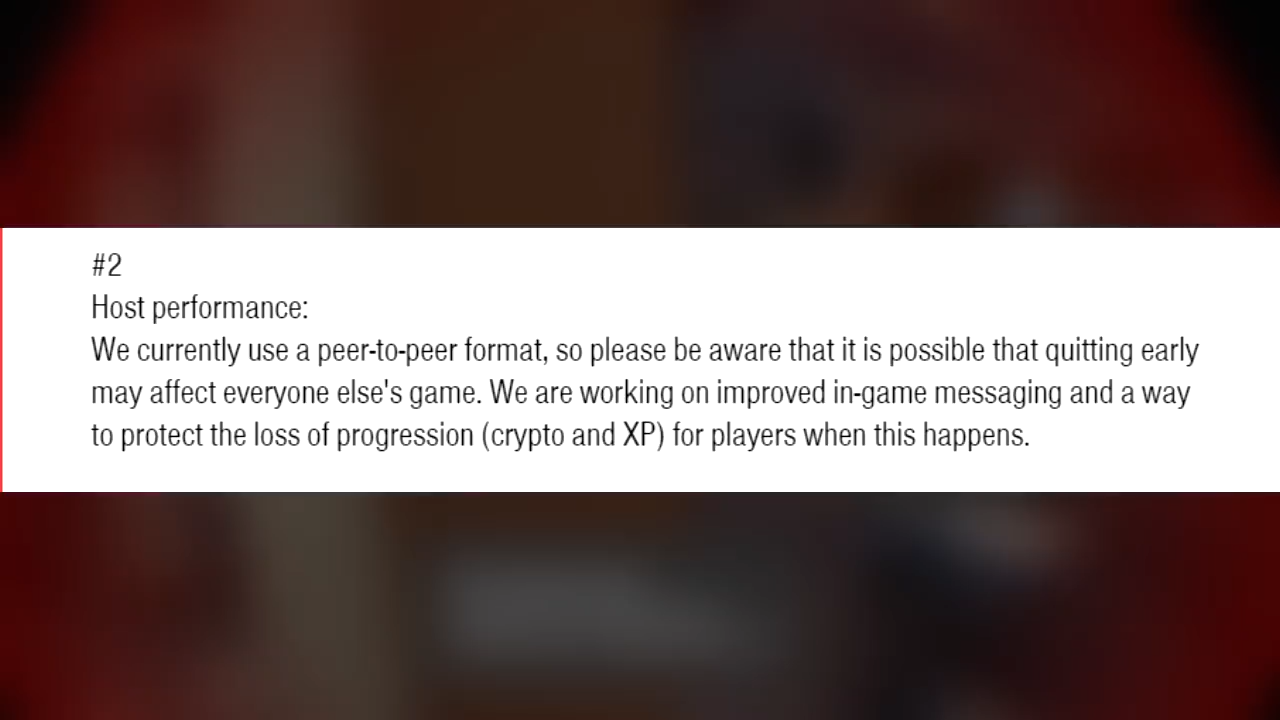 #2
Host performance:
We currently use a peer-to-peer format, so please be aware that it is possible that quitting early
may affect everyone else's game. We are working on improved in-game messaging and a way
to protect the loss of progression (crypto and XP) for players when this happens.